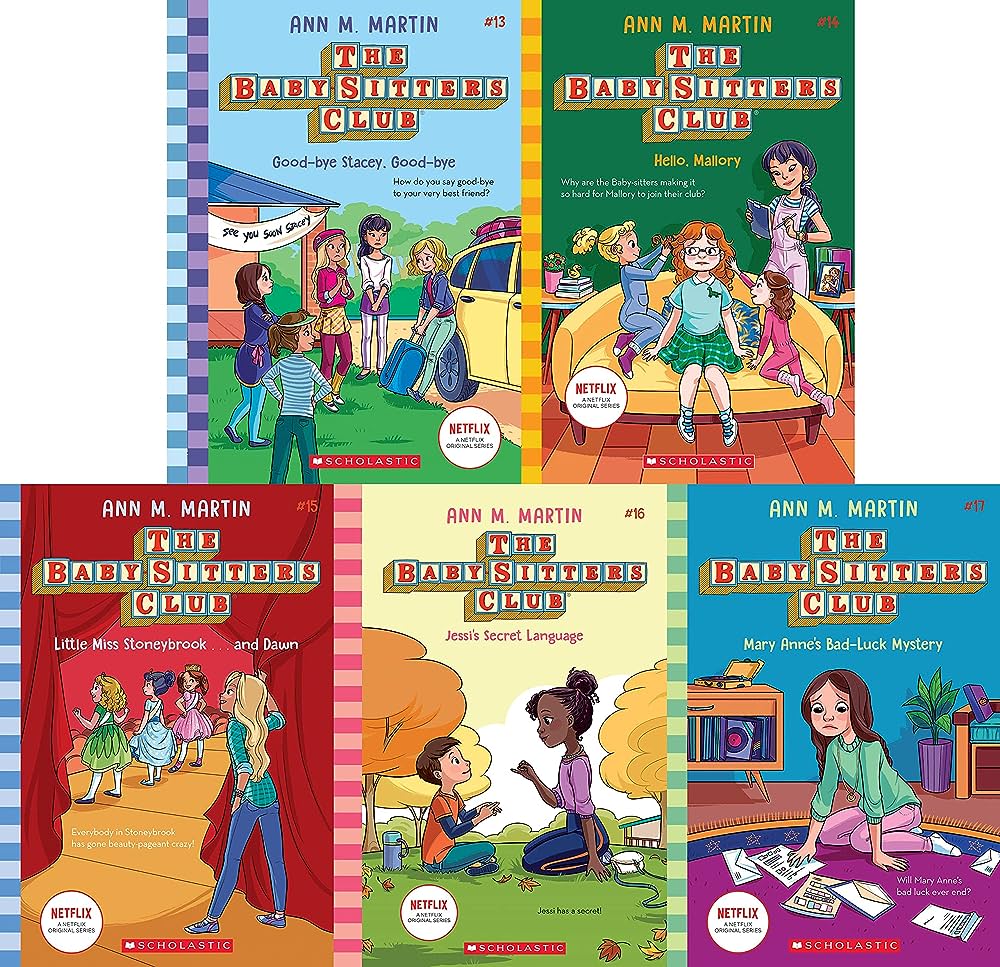 ANN M. MARTIN #13
THE
BABY-SITTERS
CLUB®
Good-bye Stacey, Good-bye
How do you say good-bye
to your very best friend?
See you Soon Stacey
NETFLIX
A NETFLIX
ORIGINAL SERIES
SCHOLASTIC
ANN M. MARTIN #14
THE
BABY-SITTERS
CLUB®
Hello, Mallory
Why are the Baby-sitters making it
so hard for Mallory to join their club?
NETFLIX
A NETFLIX
ORIGINAL SERIES
SCHOLASTIC
ANN M. MARTIN #15
THE
BABY-SITTERS
CLUB
Little Miss Stoneybrook . . . and Dawn
Everybody in Stoneybrook
has gone beauty-pageant crazy!
NETFLIX
A NETFLIX
ORIGINAL SERIES
SCHOLASTIC
ANN M. MARTIN #16
THE
BABY-SITTERS
CLUB®
Jessi's Secret Language
Jessi has a secret!
NETFLIX
A NETFLIX
ORIGINAL SERIES
SCHOLASTIC
ANN M. MARTIN #17
THE
BABY-SITTERS
CLUB
Mary Anne's Bad-Luck Mystery
Will Mary Anne's
bad luck ever end?
NETFLIX
A NETFLIX
ORIGINAL SERIES
SCHOLASTIC